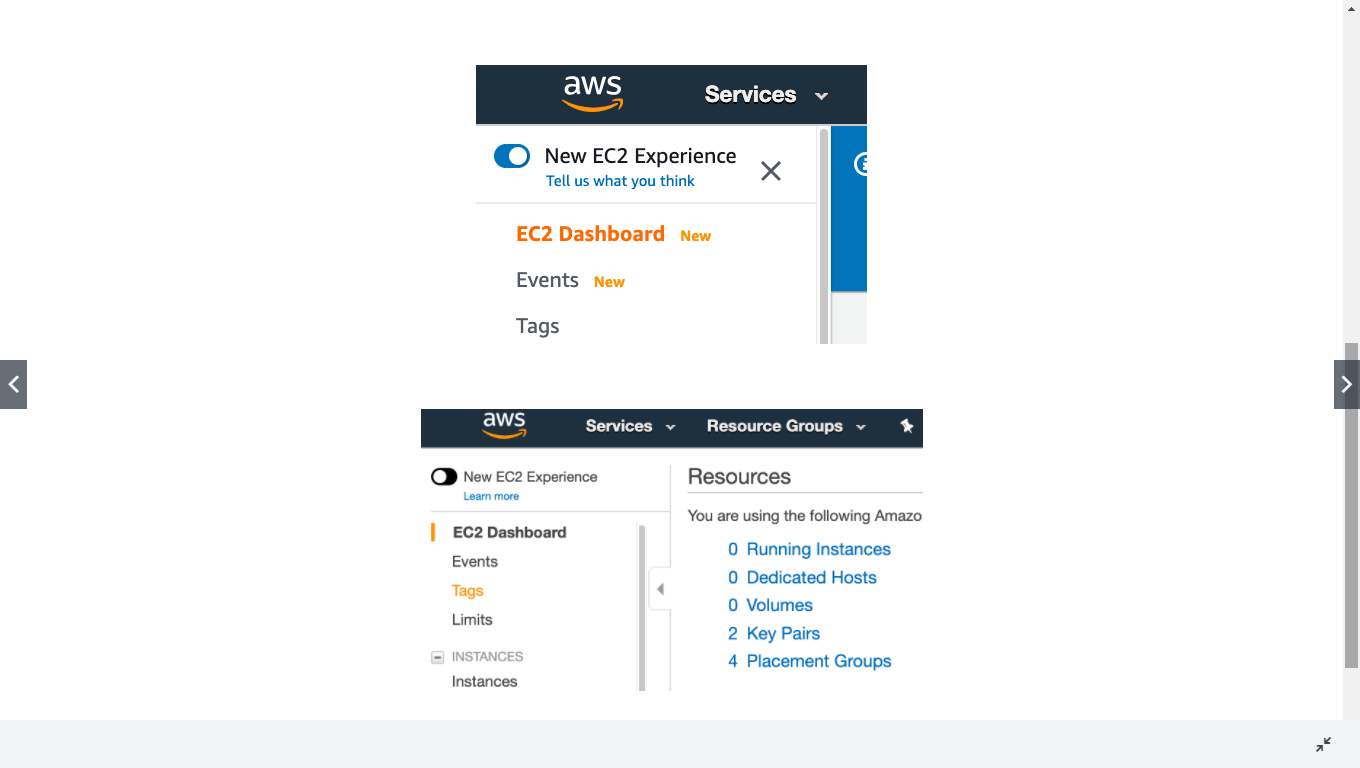 aws Services
New EC2 Experience
Tell us what you think
EC2 Dashboard New
Events New
Tags
aws Services Resource Groups
New EC2 Experience
Learn more
EC2 Dashboard
Events
Tags
Limits
INSTANCES
Instances
Resources
You are using the following Amazo
0 Running Instances
0 Dedicated Hosts
0 Volumes
2 Key Pairs
4 Placement Groups